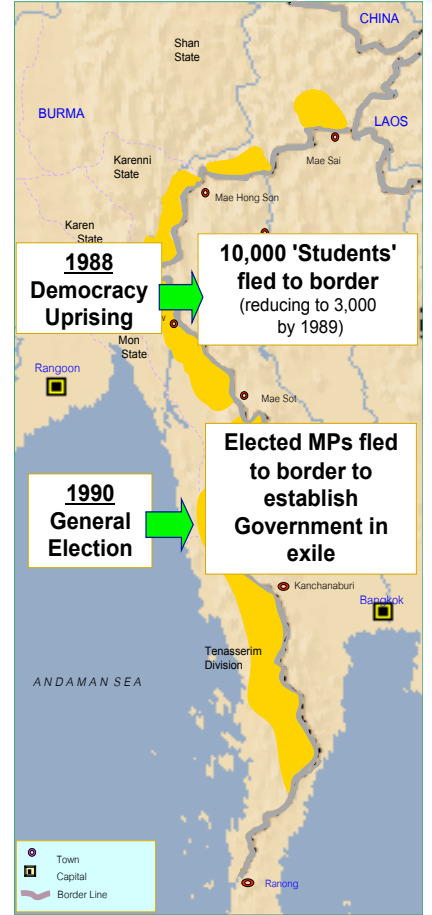 CHINA
Shan
State
BURMA
LAOS
Karenni
State
Mae Sai
Mae Hong Son
Karen
State
1988
Democracy
Uprising
10,000 'Students'
fled to border
(reducing to 3,000
by 1989)
Mon
State
Rangoon
Mae Sot
Elected MPs fled
to border to
establish
Government in
exile
1990
General
Election
Kanchanaburi
Bangkok
Tenasserim
Division
ANDAMAN SEA
Town
Capital
Border Line
Ranong